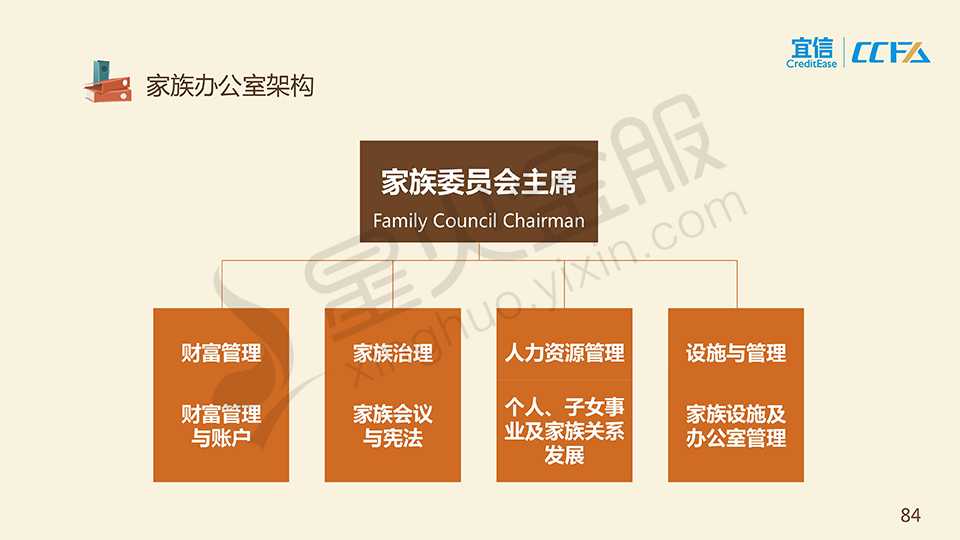 宜信
CreditEase
CCFA
家族办公室架构
家族委员会主席
Family Council Chairman
财富管理
财富管理
与账户
家族治理
家族会议
与宪法
人力资源管理
个人、子女事
业及家族关系
发展
设施与管理
家族设施及
办公室管理
星火金服
xinghuo.yixin.com
84